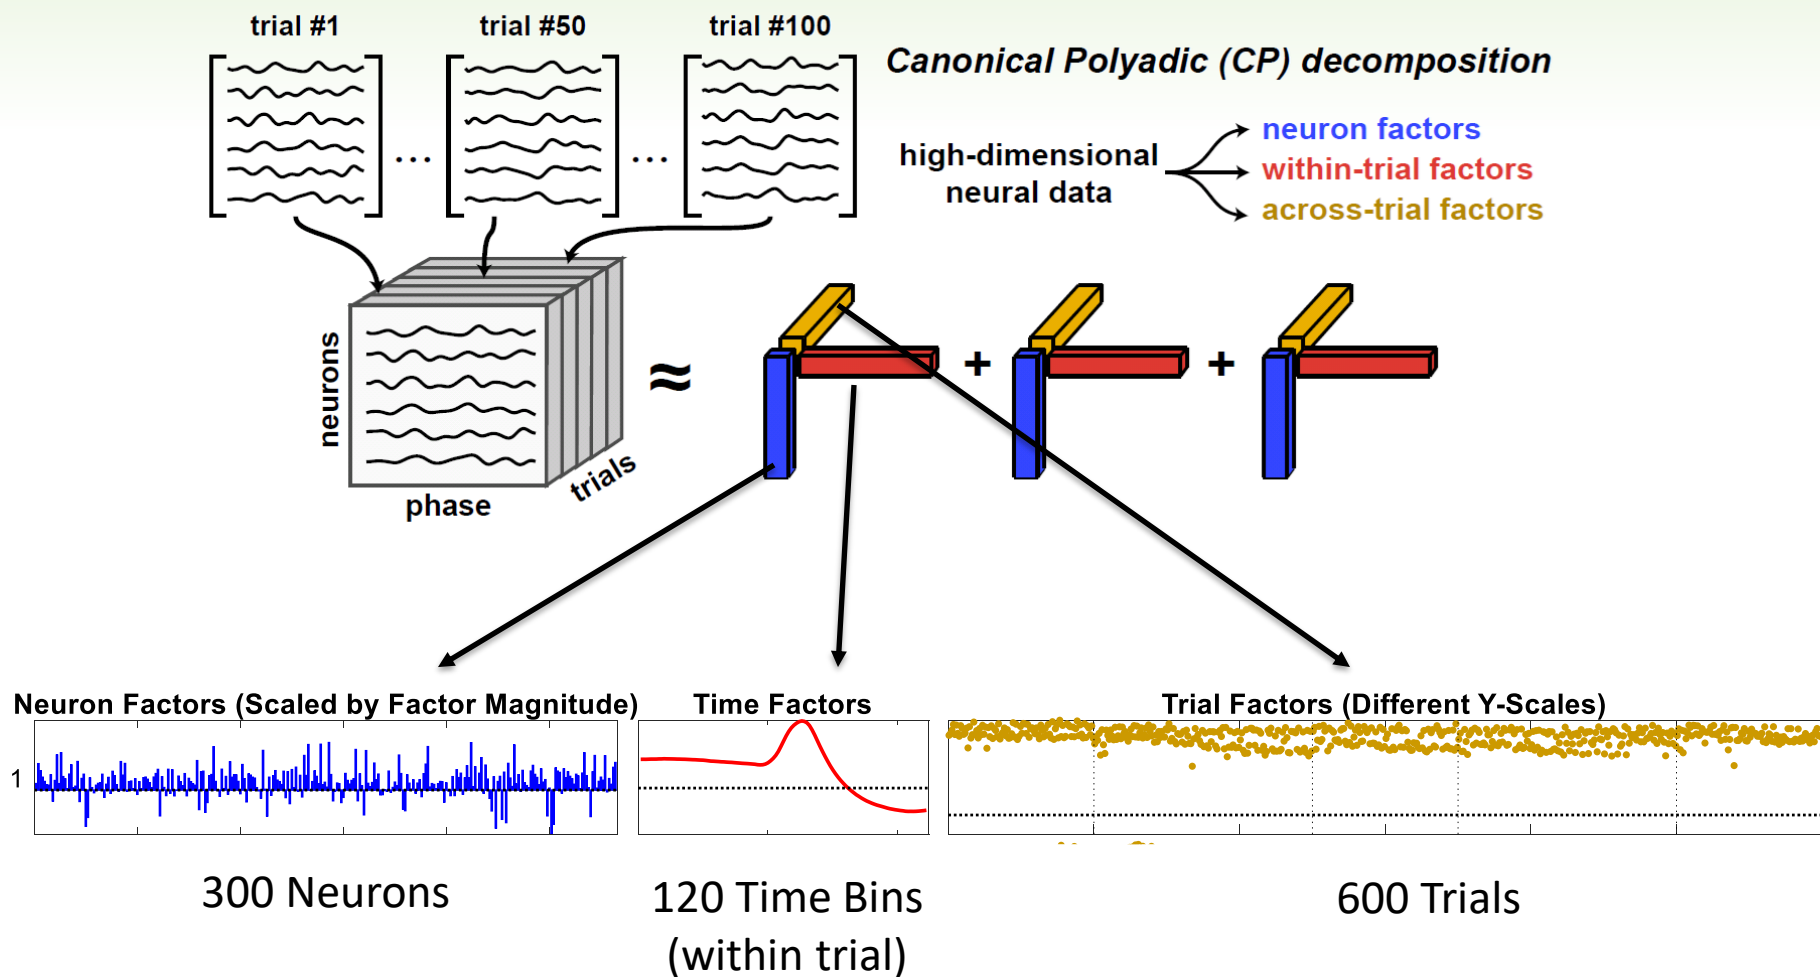 trial #1
trial #50
trial #100
Canonical Polyadic (CP) decomposition
high-dimensional
neural data
neuron factors
within-trial factors
across-trial factors
...
...
neurons
phase
trials
≈
+
+
Neuron Factors (Scaled by Factor Magnitude)
Time Factors
Trial Factors (Different Y-Scales)
1
300 Neurons
120 Time Bins
(within trial)
600 Trials